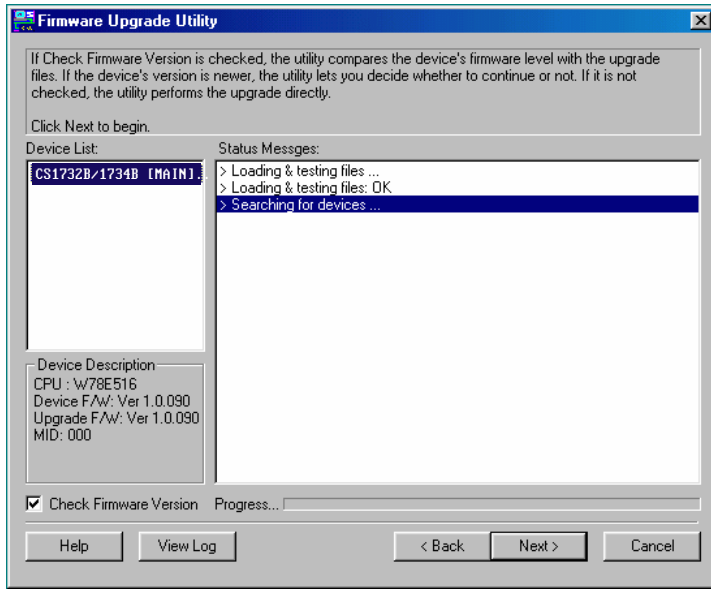 Firmware Upgrade Utility
If Check Firmware Version is checked, the utility compares the device's firmware level with the upgrade
files. If the device's version is newer, the utility lets you decide whether to continue or not. If it is not
checked, the utility performs the upgrade directly.
Click Next to begin.
Device List:
Status Messges:
CS1732B/1734B [MAIN]..
> Loading & testing files ...
> Loading & testing files: OK
> Searching for devices ...
Device Description
CPU : W78E516
Device F/W: Ver 1.0.090
Upgrade F/W: Ver 1.0.090
MID: 000
Check Firmware Version
Progress...
Help
View Log
< Back
Next >
Cancel